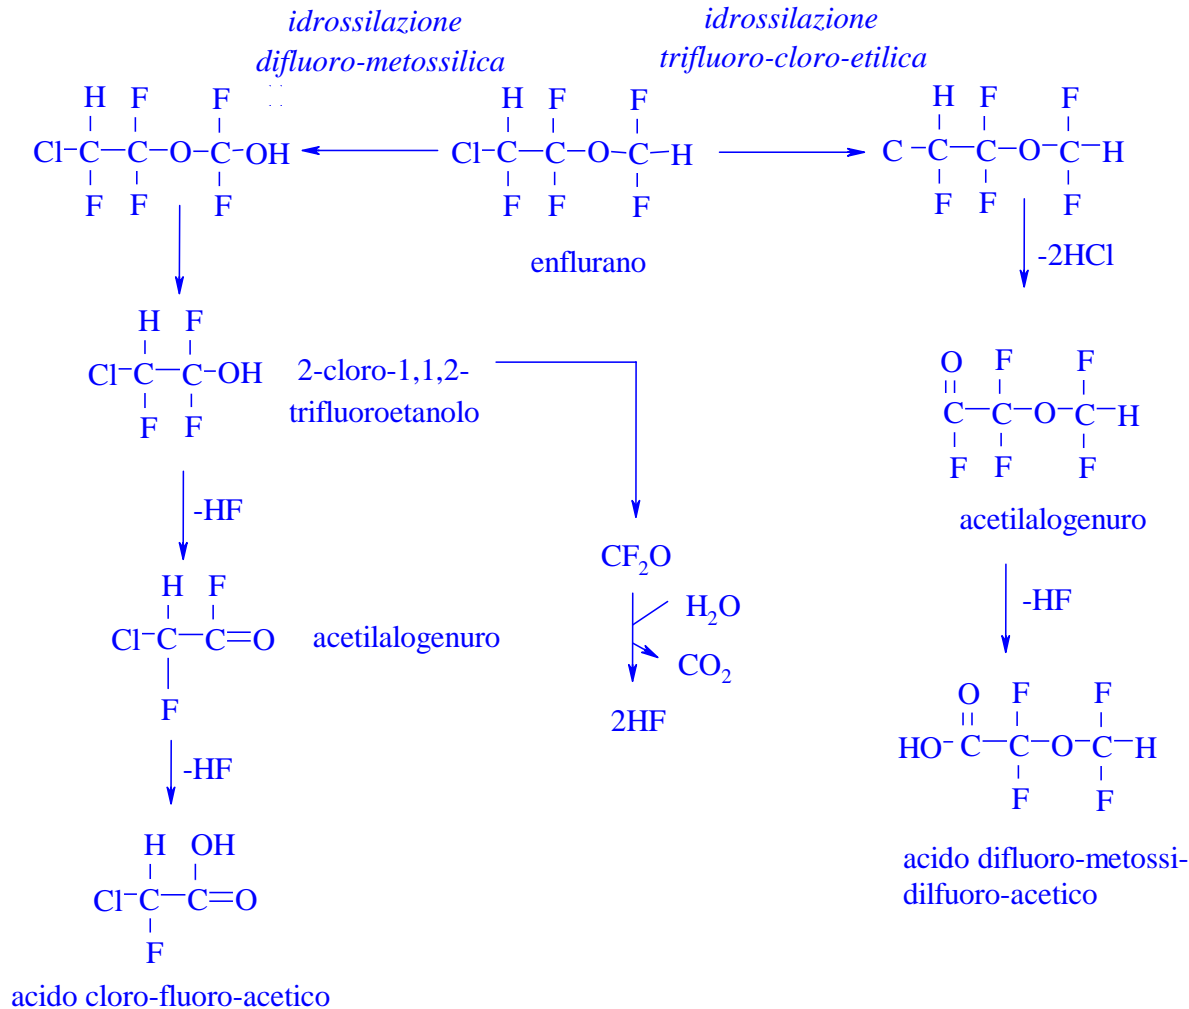 idrossilazione
difluoro-metossilica
idrossilazione
trifluoro-cloro-etilica
H F F
Cl C C O C OH
F F F
H F F
Cl C C O C H
F F F
H F F
C C C O C H
F F F
enflurano
-2HCl
H F
Cl C C OH
F F
2-cloro-1,1,2-
trifluoroetanolo
O F F
C C O C H
F F F
acetilalogenuro
-HF
CF₂O
H₂O
CO₂
2HF
H F
Cl C C O
F
acetilalogenuro
-HF
-HF
O F F
HO C C O C H
F F
H OH
Cl C C O
F
acido difluoro-metossi-
dilfuoro-acetico
acido cloro-fluoro-acetico